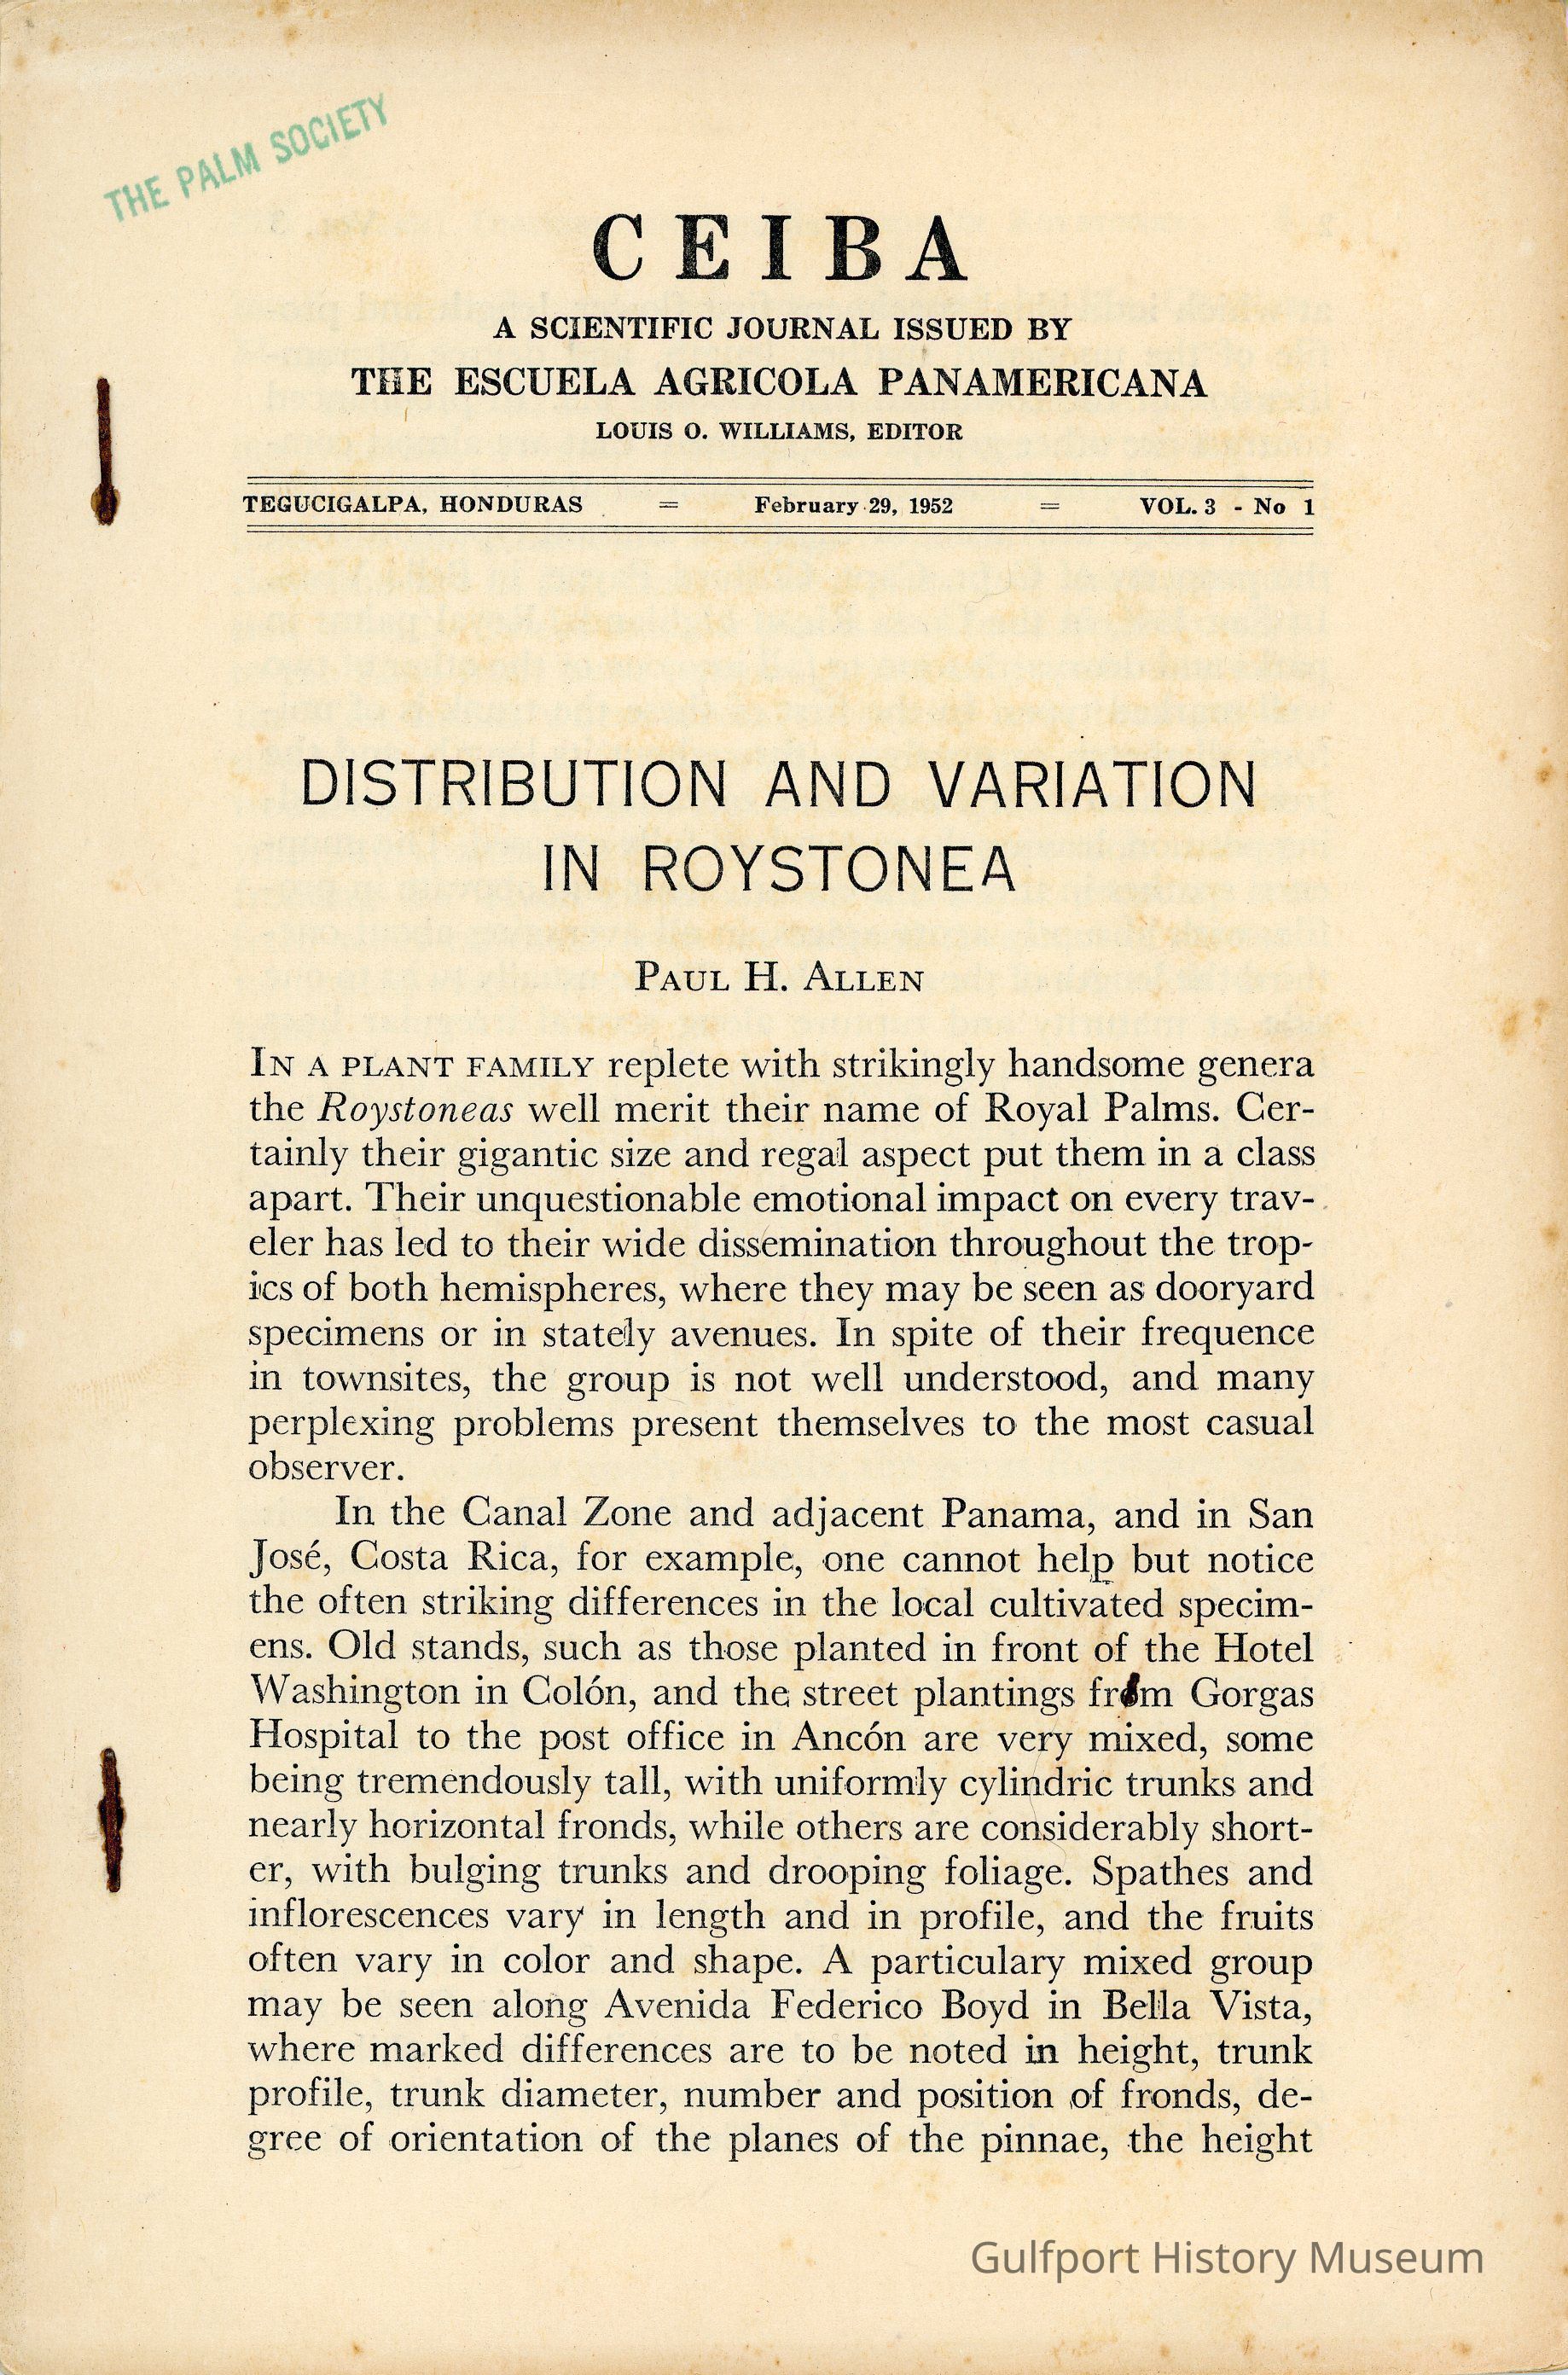 THE PALM SOCIETY
CEIBA
A SCIENTIFIC JOURNAL ISSUED BY
THE ESCUELA AGRICOLA PANAMERICANA
LOUIS O. WILLIAMS, EDITOR
TEGUCIGALPA, HONDURAS = February 29, 1952 = VOL. 3 - No 1
DISTRIBUTION AND VARIATION
IN ROYSTONEA
PAUL H. ALLEN
IN A PLANT FAMILY replete with strikingly handsome genera
the Roystoneas well merit their name of Royal Palms. Cer-
tainly their gigantic size and regal aspect put them in a class
apart. Their unquestionable emotional impact on every trav-
eler has led to their wide dissemination throughout the trop-
ics of both hemispheres, where they may be seen as dooryard
specimens or in stately avenues. In spite of their frequence
in townsites, the group is not well understood, and many
perplexing problems present themselves to the most casual
observer.
In the Canal Zone and adjacent Panama, and in San
José, Costa Rica, for example, one cannot help but notice
the often striking differences in the local cultivated specim-
ens. Old stands, such as those planted in front of the Hotel
Washington in Colón, and the street plantings from Gorgas
Hospital to the post office in Ancón are very mixed, some
being tremendously tall, with uniformly cylindric trunks and
nearly horizontal fronds, while others are considerably short-
er, with bulging trunks and drooping foliage. Spathes and
inflorescences vary in length and in profile, and the fruits
often vary in color and shape. A particulary mixed group
may be seen along Avenida Federico Boyd in Bella Vista,
where marked differences are to be noted in height, trunk
profile, trunk diameter, number and position of fronds, de-
gree of orientation of the planes of the pinnae, the height
Gulfport History Museum